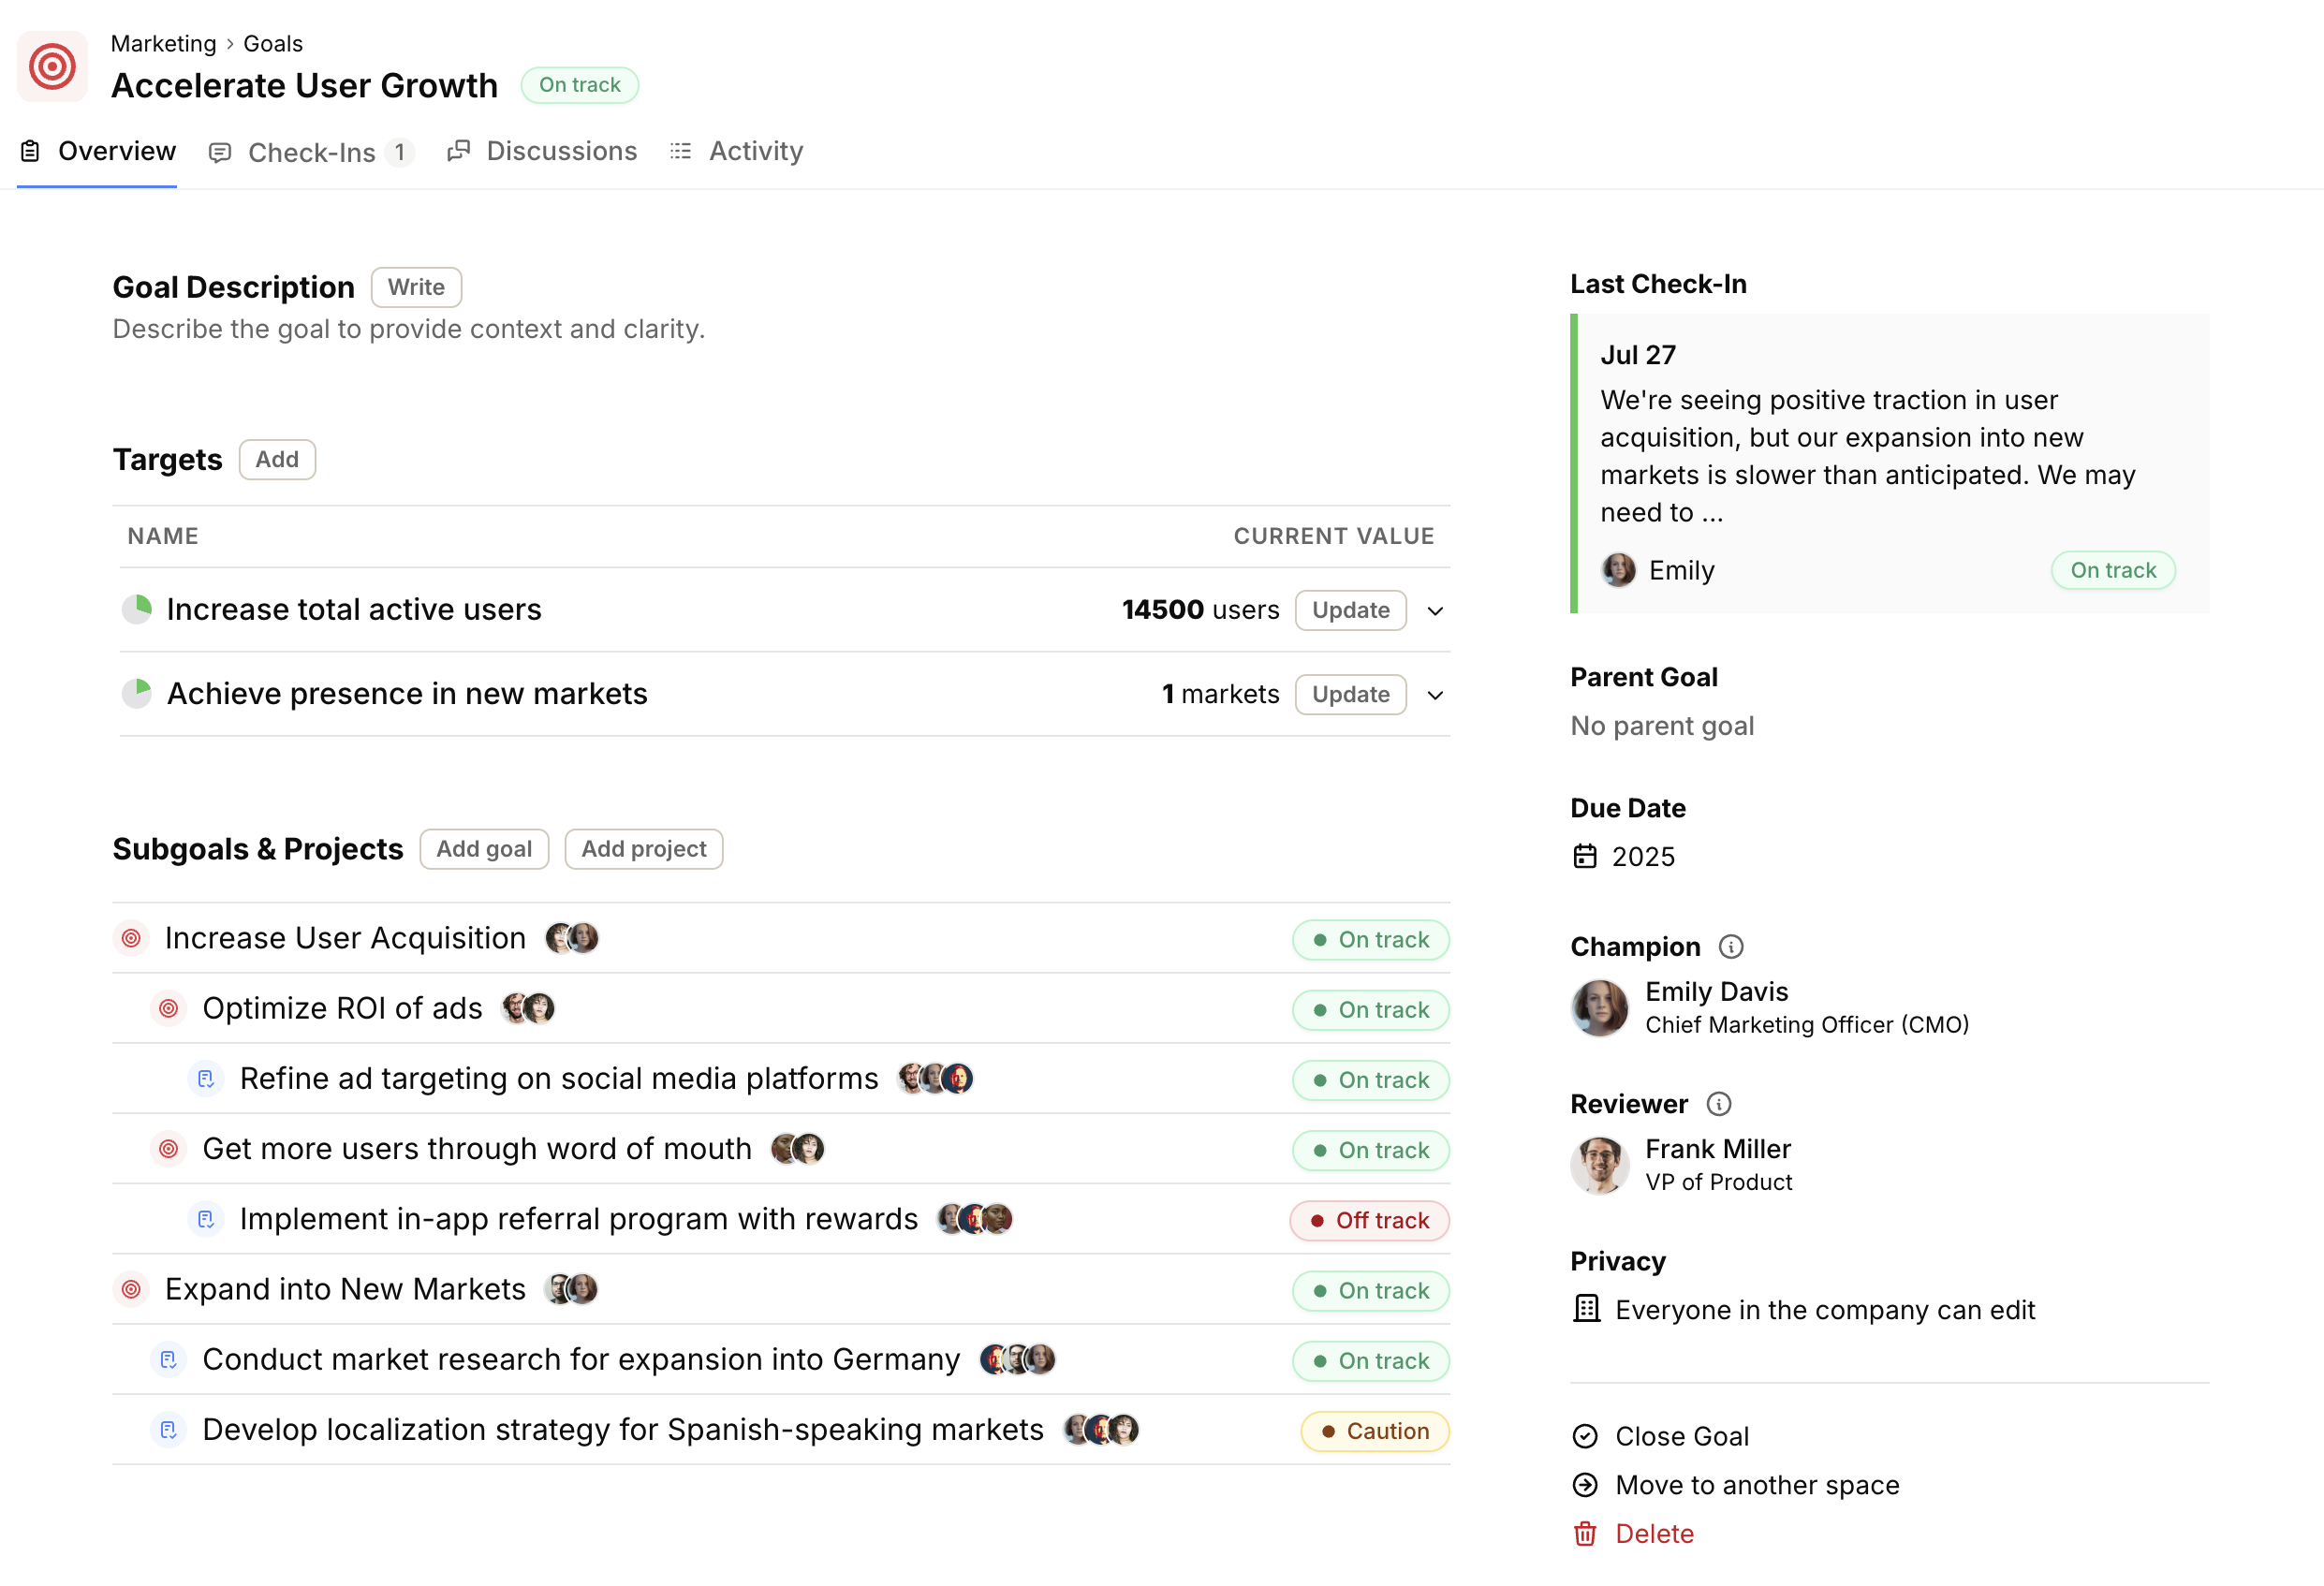 Marketing › Goals
Accelerate User Growth On track
Overview Check-Ins 1 Discussions Activity
Goal Description Write
Describe the goal to provide context and clarity.
Targets Add
NAME CURRENT VALUE
Increase total active users 14500 users Update
Achieve presence in new markets 1 markets Update
Subgoals & Projects Add goal Add project
Increase User Acquisition On track
Optimize ROI of ads On track
Refine ad targeting on social media platforms On track
Get more users through word of mouth On track
Implement in-app referral program with rewards Off track
Expand into New Markets On track
Conduct market research for expansion into Germany On track
Develop localization strategy for Spanish-speaking markets Caution
Last Check-In
Jul 27
We're seeing positive traction in user
acquisition, but our expansion into new
markets is slower than anticipated. We may
need to ...
Emily On track
Parent Goal
No parent goal
Due Date
2025
Champion
Emily Davis
Chief Marketing Officer (CMO)
Reviewer
Frank Miller
VP of Product
Privacy
Everyone in the company can edit
Close Goal
Move to another space
Delete